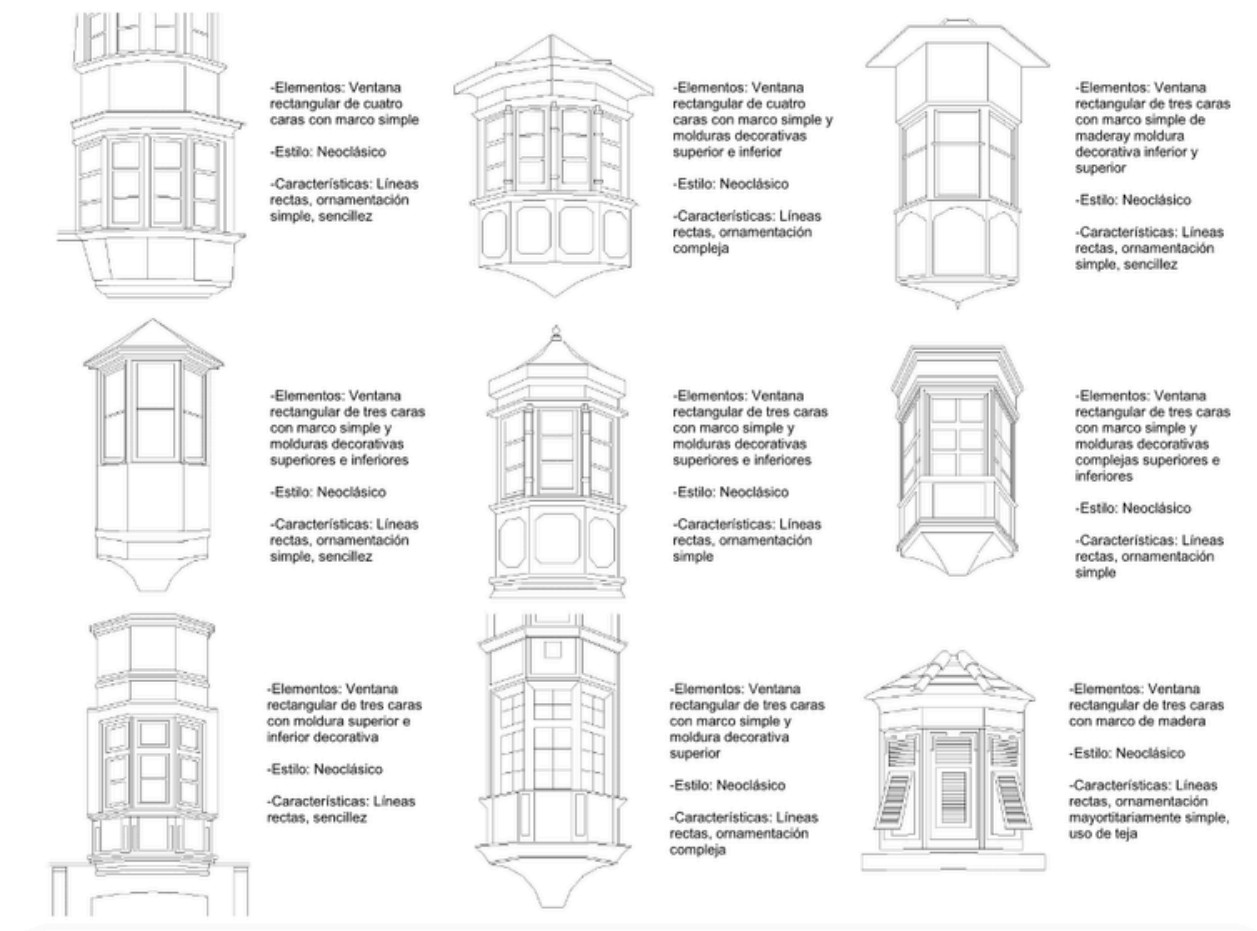 -Elementos: Ventana
rectangular de cuatro
caras con marco simple
-Estilo: Neoclásico
-Características: Líneas
rectas, ornamentación
simple, sencillez
-Elementos: Ventana
rectangular de cuatro
caras con marco simple y
molduras decorativas
superior e inferior
-Estilo: Neoclásico
-Características: Líneas
rectas, ornamentación
compleja
-Elementos: Ventana
rectangular de tres caras
con marco simple de
maderay moldura
decorativa inferior y
superior
-Estilo: Neoclásico
-Características: Líneas
rectas, ornamentación
simple, sencillez
-Elementos: Ventana
rectangular de tres caras
con marco simple y
molduras decorativas
superiores e inferiores
-Estilo: Neoclásico
-Características: Líneas
rectas, ornamentación
simple, sencillez
-Elementos: Ventana
rectangular de tres caras
con marco simple y
molduras decorativas
superiores e inferiores
-Estilo: Neoclásico
-Características: Líneas
rectas, ornamentación
simple
-Elementos: Ventana
rectangular de tres caras
con marco simple y
molduras decorativas
complejas superiores e
inferiores
-Estilo: Neoclásico
-Características: Líneas
rectas, ornamentación
simple
-Elementos: Ventana
rectangular de tres caras
con moldura superior e
inferior decorativa
-Estilo: Neoclásico
-Características: Líneas
rectas, sencillez
-Elementos: Ventana
rectangular de tres caras
con marco simple y
moldura decorativa
superior
-Estilo: Neoclásico
-Características: Líneas
rectas, ornamentación
compleja
-Elementos: Ventana
rectangular de tres caras
con marco de madera
-Estilo: Neoclásico
-Características: Líneas
rectas, ornamentación
mayortitariamente simple,
uso de teja